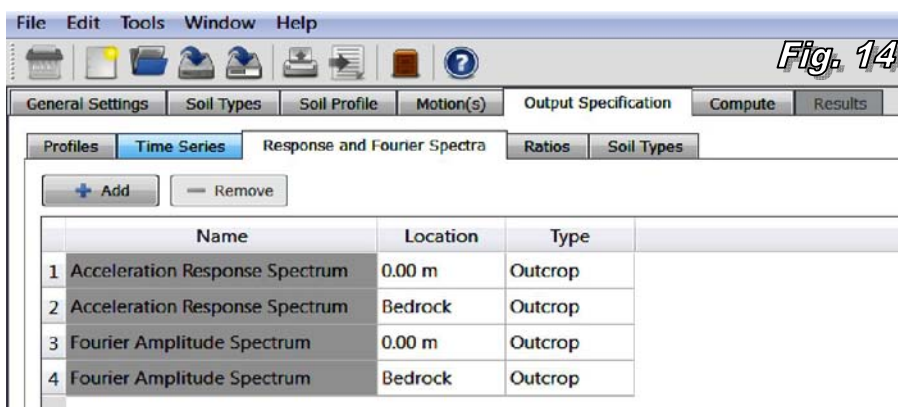 File Edit Tools Window Help
Fig. 14
General Settings Soil Types Soil Profile Motion(s) Output Specification Compute Results
Profiles Time Series Response and Fourier Spectra Ratios Soil Types
Add Remove
Name Location Type
1 Acceleration Response Spectrum 0.00 m Outcrop
2 Acceleration Response Spectrum Bedrock Outcrop
3 Fourier Amplitude Spectrum 0.00 m Outcrop
4 Fourier Amplitude Spectrum Bedrock Outcrop